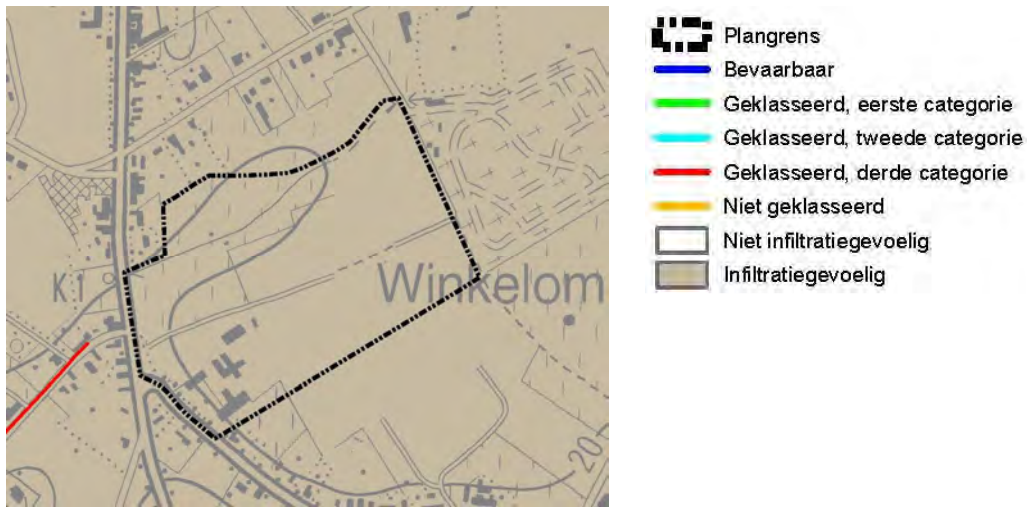 K1
Winkelom
20
Plangrens
Bevaarbaar
Geklasseerd, eerste categorie
Geklasseerd, tweede categorie
Geklasseerd, derde categorie
Niet geklasseerd
Niet infiltratiegevoelig
Infiltratiegevoelig